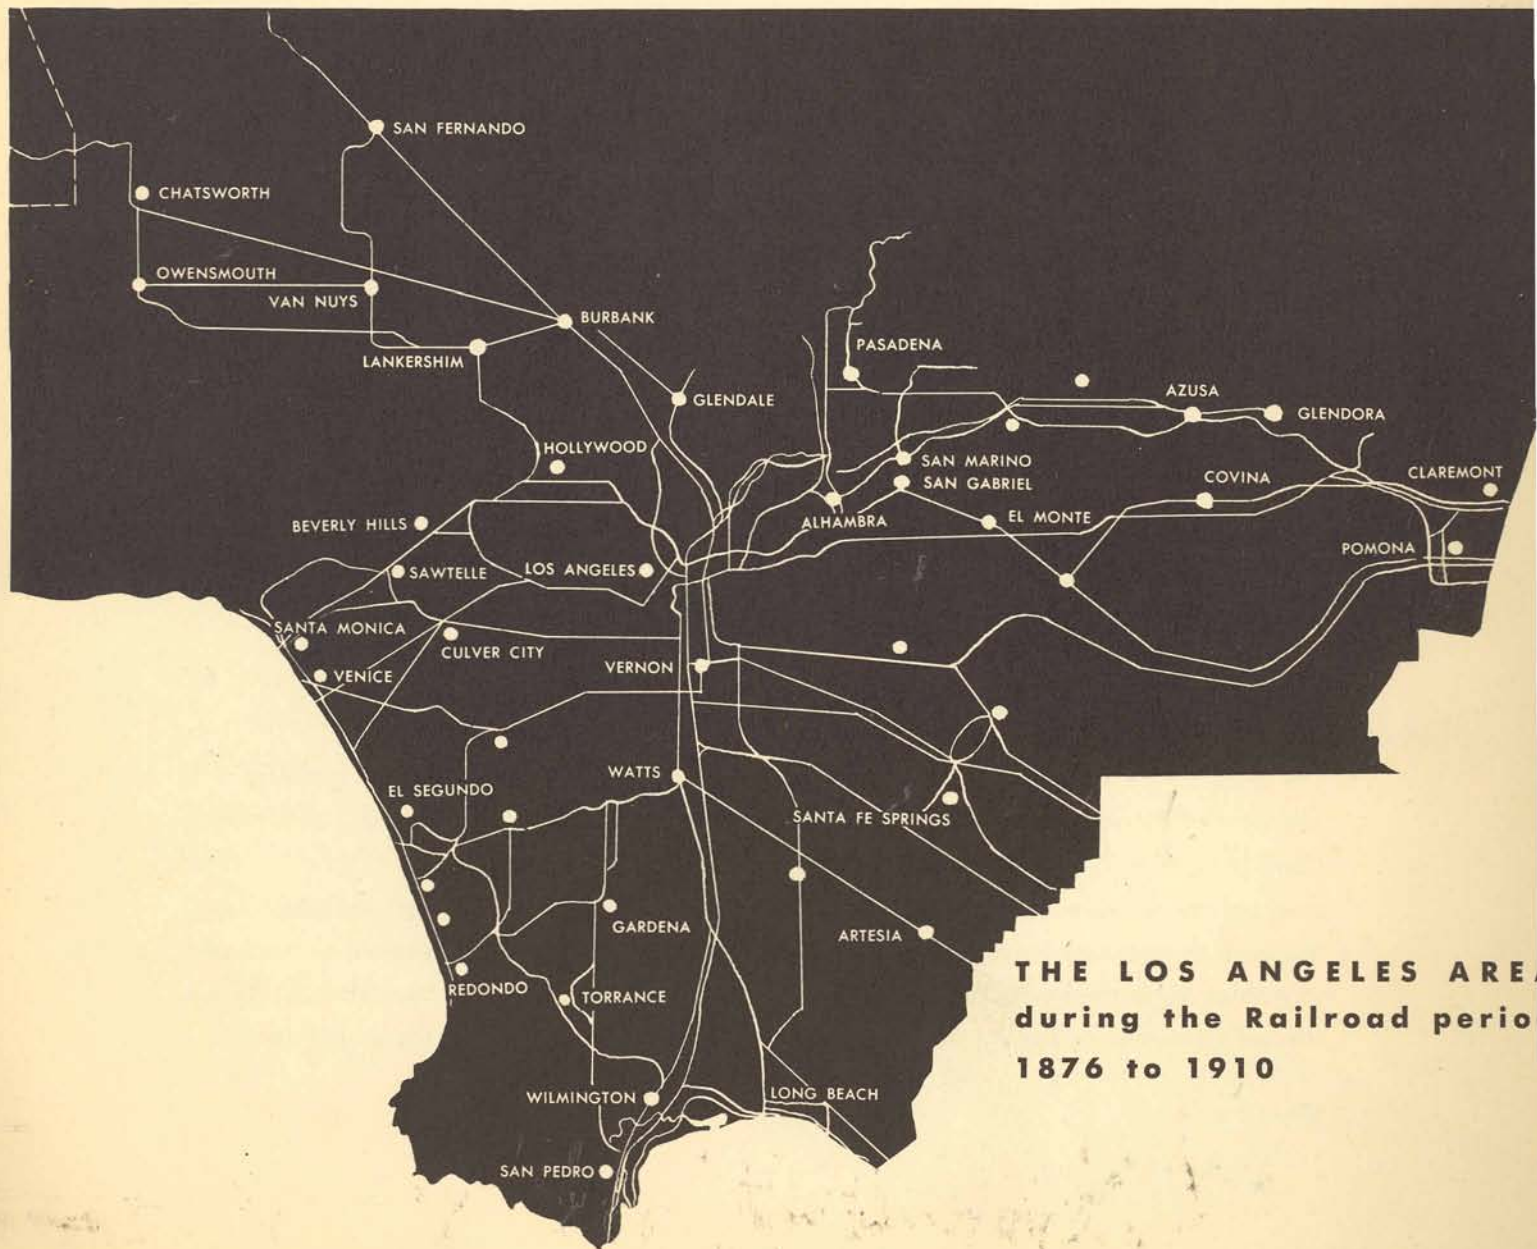 SAN FERNANDO
CHATSWORTH
OWENSMOUTH
VAN NUYS
BURBANK
LANKERSHIM
PASADENA
GLENDALE
AZUSA
GLENDORA
HOLLYWOOD
SAN MARINO
SAN GABRIEL
COVINA
CLAREMONT
BEVERLY HILLS
ALHAMBRA
EL MONTE
POMONA
SAWTELLE
LOS ANGELES
SANTA MONICA
CULVER CITY
VERNON
VENICE
WATTS
EL SEGUNDO
SANTA FE SPRINGS
GARDENA
ARTESIA
REDONDO
TORRANCE
WILMINGTON
LONG BEACH
SAN PEDRO
THE LOS ANGELES AREA
during the Railroad perio
1876 to 1910